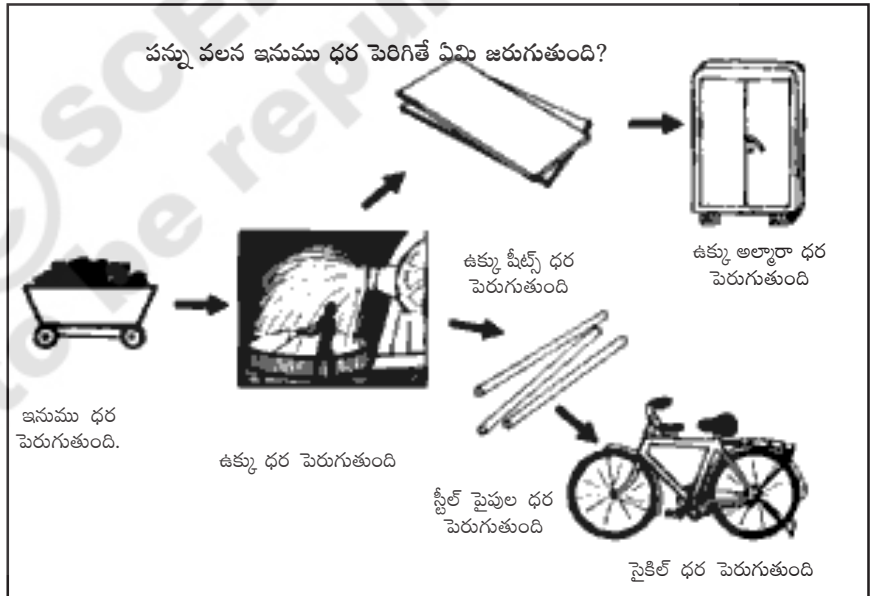 పన్ను వలన ఇనుము ధర పెరిగితే ఏమి జరుగుతుంది?
ఉక్కు అల్మారా ధర
పెరుగుతుంది
ఉక్కు షీట్స్ ధర
పెరుగుతుంది
ఇనుము ధర
పెరుగుతుంది.
ఉక్కు ధర పెరుగుతుంది
స్టీల్ పైపుల ధర
పెరుగుతుంది
సైకిల్ ధర పెరుగుతుంది